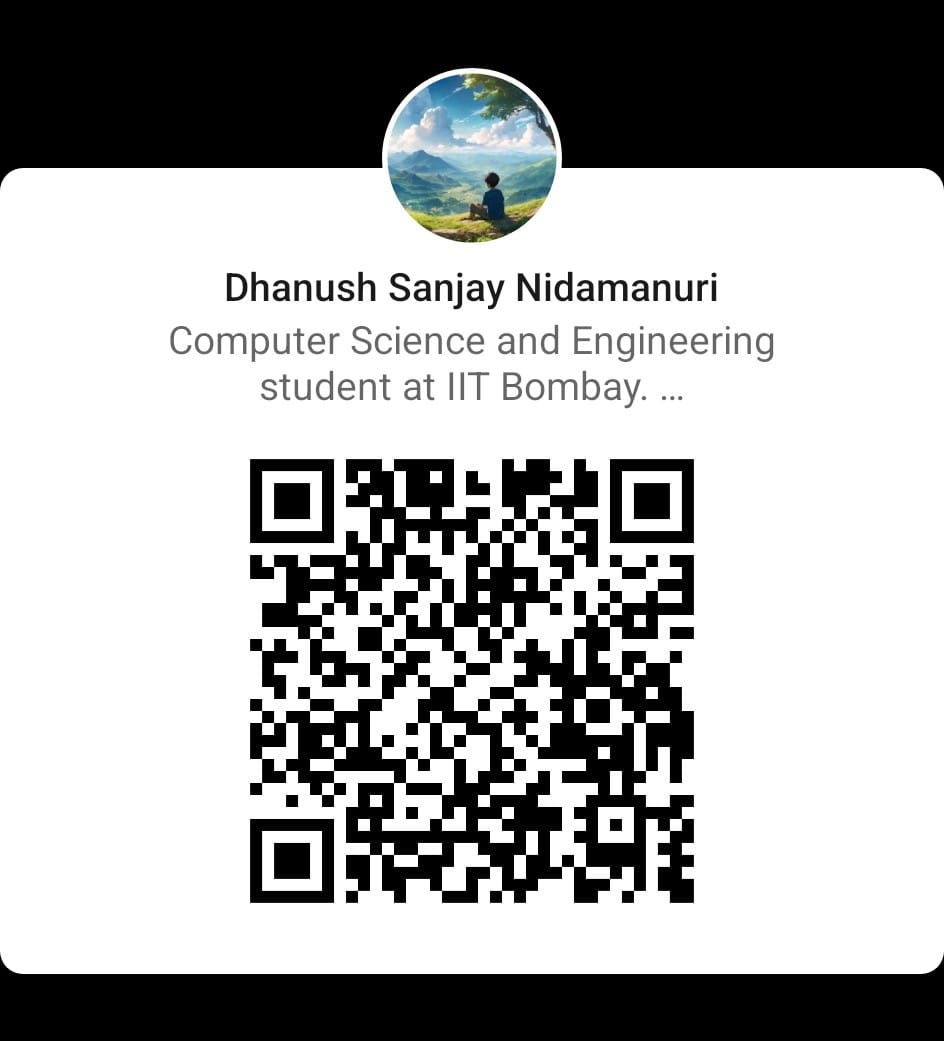 Dhanush Sanjay Nidamanuri
Computer Science and Engineering
student at IIT Bombay. ...